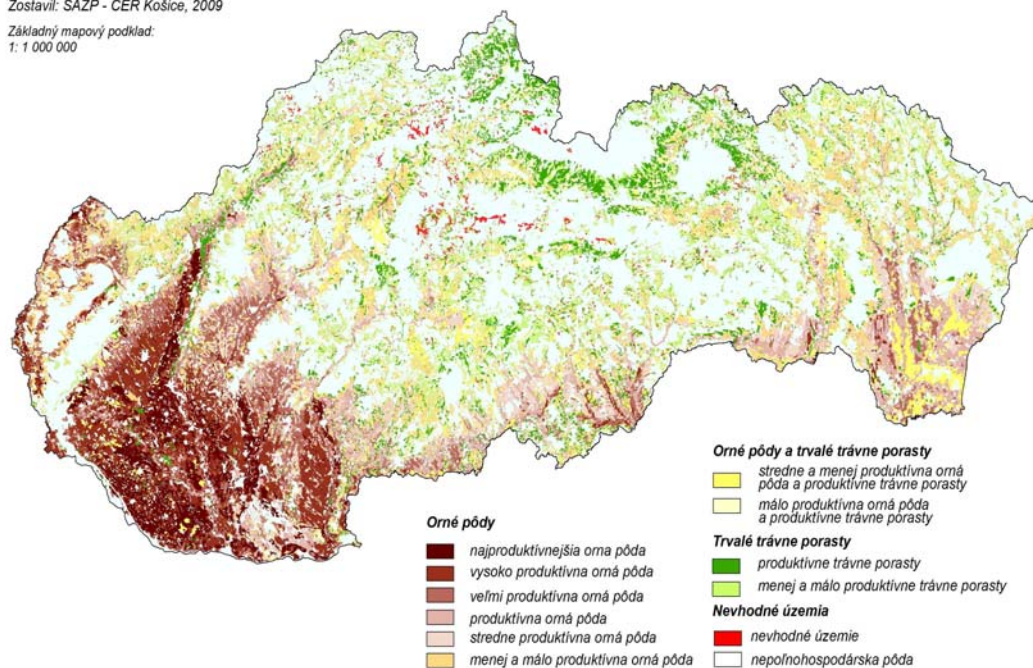 Zostavil: SAŽP - CER Košice, 2009
Základný mapový podklad:
1: 1 000 000
Orné pôdy
najproduktívnejšia orna pôda
vysoko produktívna orná pôda
veľmi produktívna orná pôda
produktívna orná pôda
stredne produktívna orná pôda
menej a málo produktívna orná pôda
Orné pôdy a trvalé trávne porasty
stredne a menej produktívna orná
pôda a produktívne trávne porasty
málo produktívna orná pôda
a produktívne trávne porasty
Trvalé trávne porasty
produktívne trávne porasty
menej a málo produktívne trávne porasty
Nevhodné územia
nevhodné územie
nepoľnohospodárska pôda